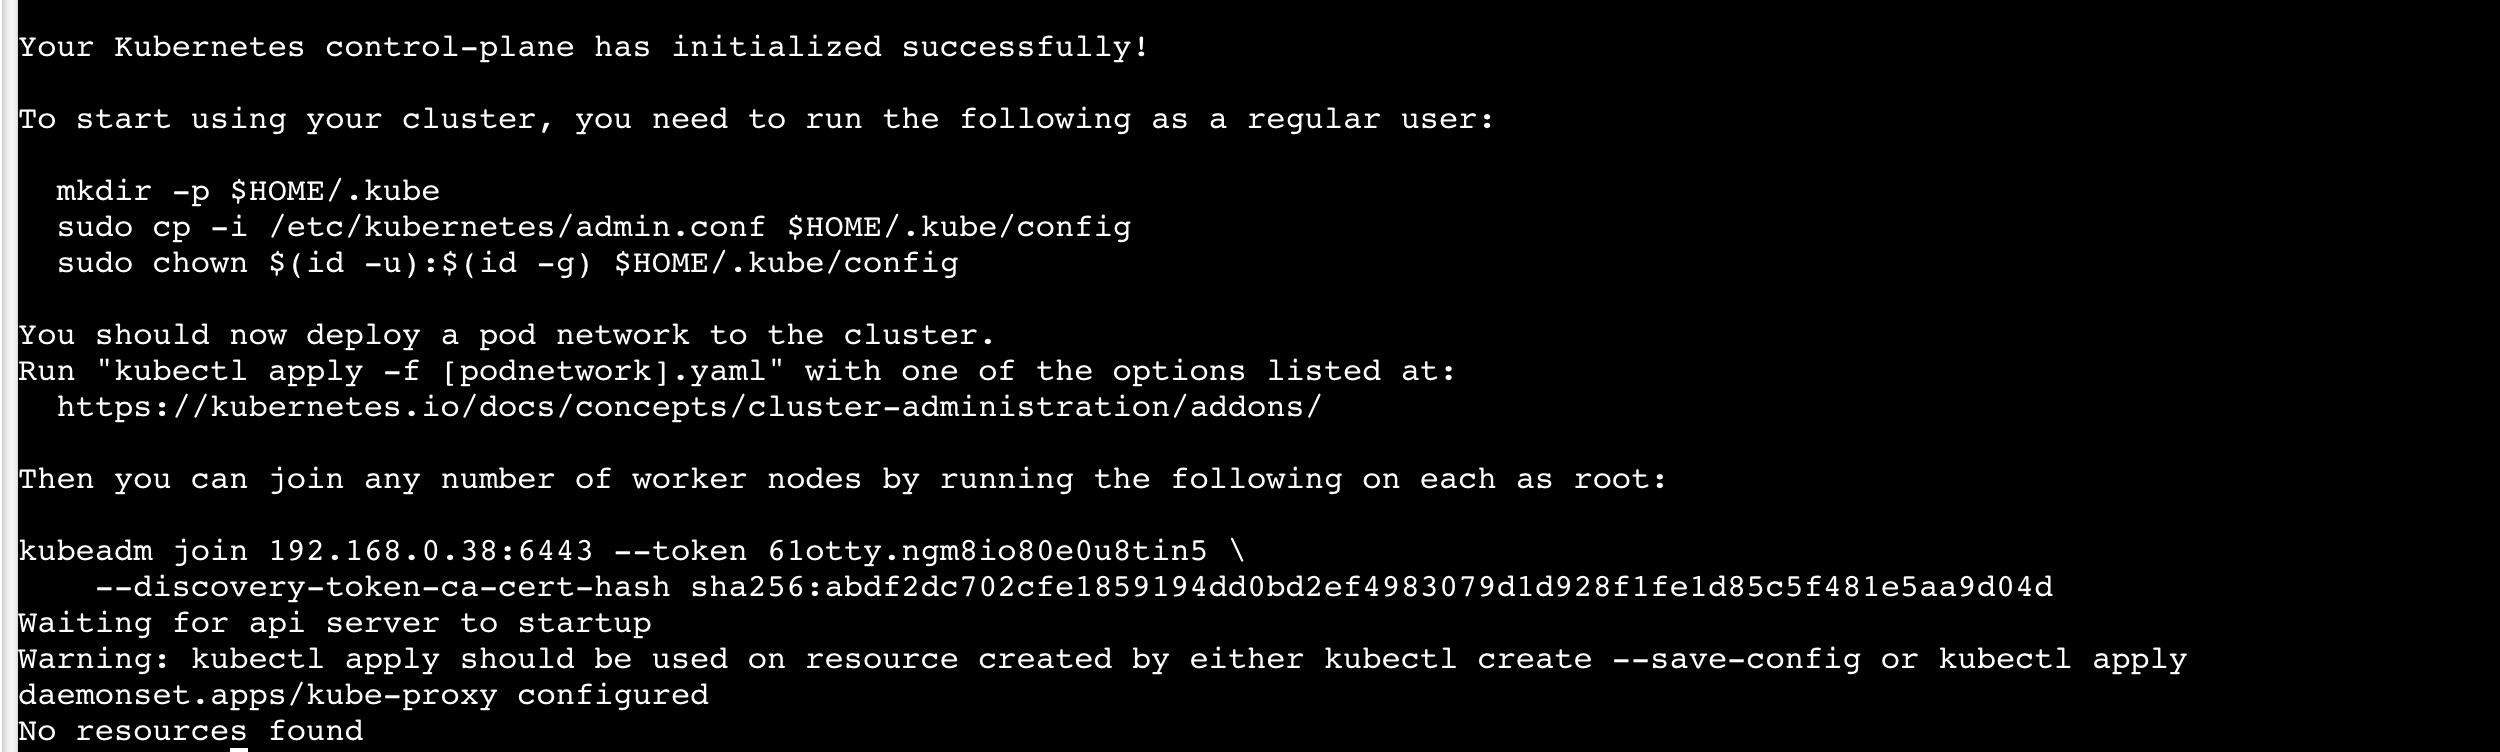 Your Kubernetes control-plane has initialized successfully!
To start using your cluster, you need to run the following as a regular user:
mkdir -p $HOME/.kube
sudo cp -i /etc/kubernetes/admin.conf $HOME/.kube/config
sudo chown $(id -u):$(id -g) $HOME/.kube/config
You should now deploy a pod network to the cluster.
Run "kubectl apply -f [podnetwork].yaml" with one of the options listed at:
https://kubernetes.io/docs/concepts/cluster-administration/addons/
Then you can join any number of worker nodes by running the following on each as root:
kubeadm join 192.168.0.38:6443 --token 61otty.ngm8io80e0u8tin5 \
--discovery-token-ca-cert-hash sha256:abdf2dc702cfe1859194dd0bd2ef4983079d1d928f1fe1d85c5f481e5aa9d04d
Waiting for api server to startup
Warning: kubectl apply should be used on resource created by either kubectl create --save-config or kubectl apply
daemonset.apps/kube-proxy configured
No resources found